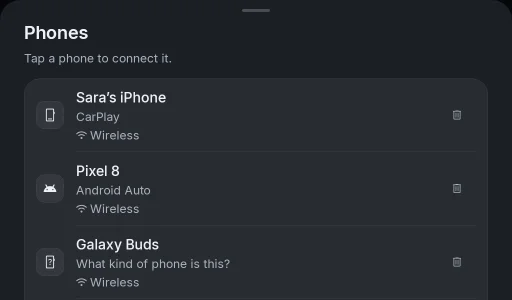 Phones
Tap a phone to connect it.
Sara’s iPhone
CarPlay
Wireless
Pixel 8
Android Auto
Wireless
Galaxy Buds
What kind of phone is this?
Wireless